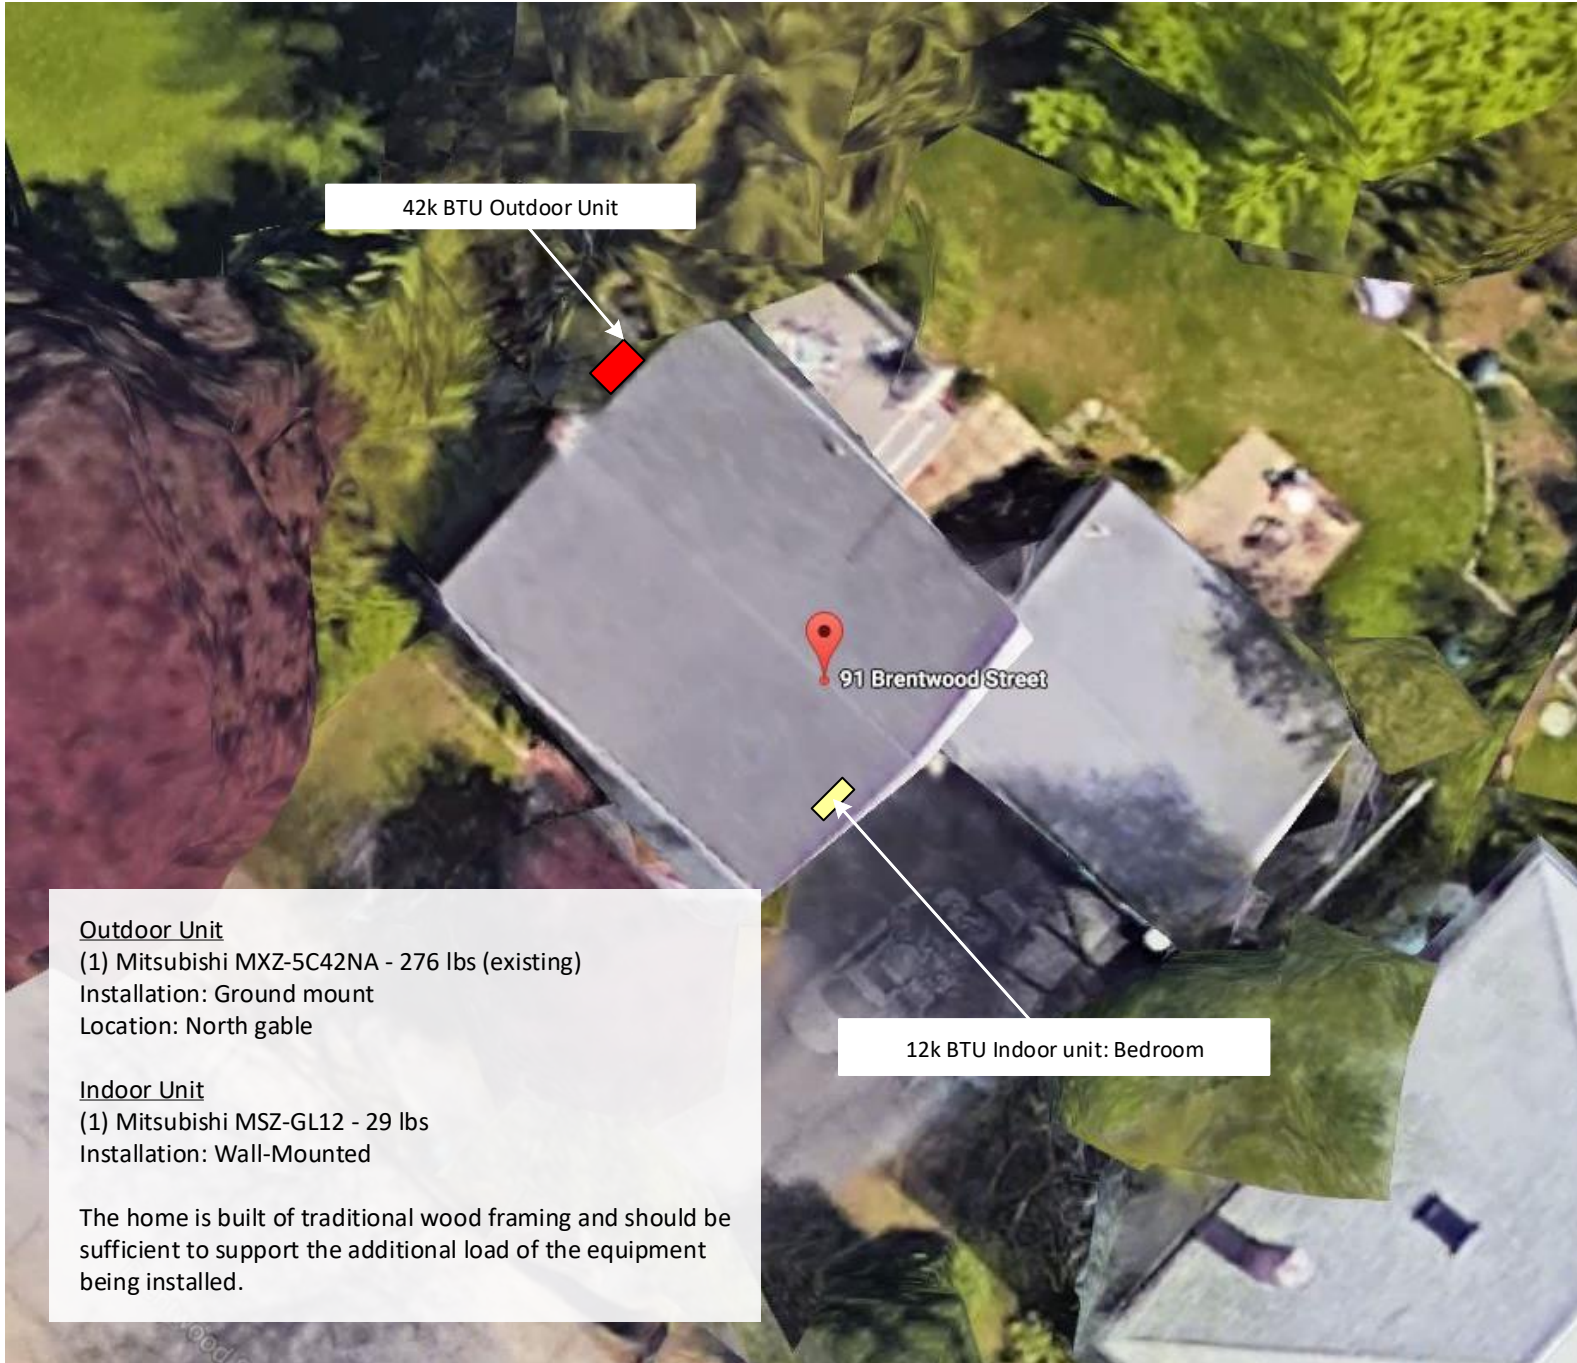 42k BTU Outdoor Unit
91 Brentwood Street
Outdoor Unit
(1) Mitsubishi MXZ-5C42NA - 276 lbs (existing)
Installation: Ground mount
Location: North gable
12k BTU Indoor unit: Bedroom
Indoor Unit
(1) Mitsubishi MSZ-GL12 - 29 lbs
Installation: Wall-Mounted
The home is built of traditional wood framing and should be
sufficient to support the additional load of the equipment
being installed.